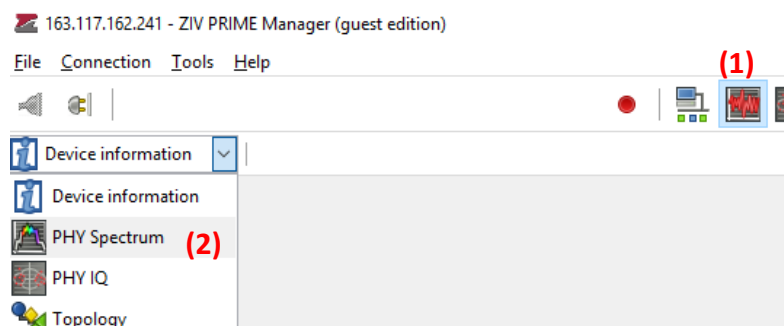 163.117.162.241 - ZIV PRIME Manager (guest edition)
File Connection Tools Help
(1)
Device information
Device information
PHY Spectrum (2)
PHY IQ
Topology